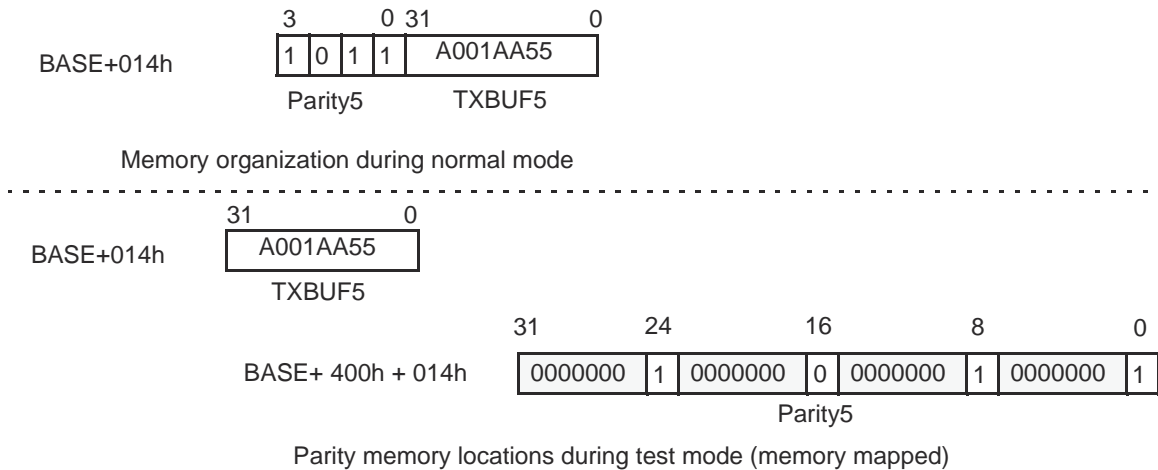 3 0 31 0
BASE+014h 1 0 1 1 A001AA55
Parity5 TXBUF5
Memory organization during normal mode
31 0
BASE+014h A001AA55
TXBUF5
31 24 16 8 0
BASE+ 400h + 014h 0000000 1 0000000 0 0000000 1 0000000 1
Parity5
Parity memory locations during test mode (memory mapped)